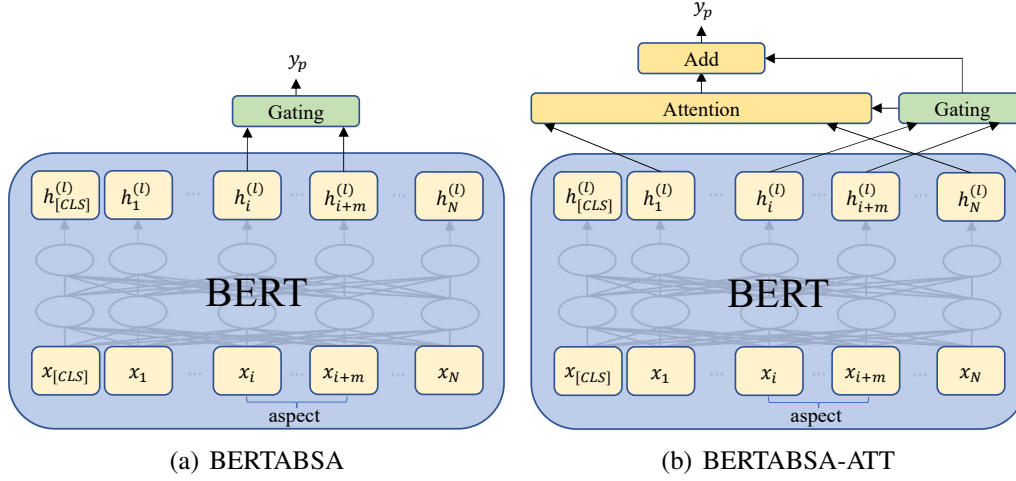 y_p
Gating
h_{[CLS]}^{(l)} h_1^{(l)} ... h_i^{(l)} ... h_{i+m}^{(l)} ... h_N^{(l)}
BERT
x_{[CLS]} x_1 ... x_i ... x_{i+m} ... x_N
aspect
(a) BERTABSA
y_p
Add
Attention Gating
h_{[CLS]}^{(l)} h_1^{(l)} ... h_i^{(l)} ... h_{i+m}^{(l)} ... h_N^{(l)}
BERT
x_{[CLS]} x_1 ... x_i ... x_{i+m} ... x_N
aspect
(b) BERTABSA-ATT